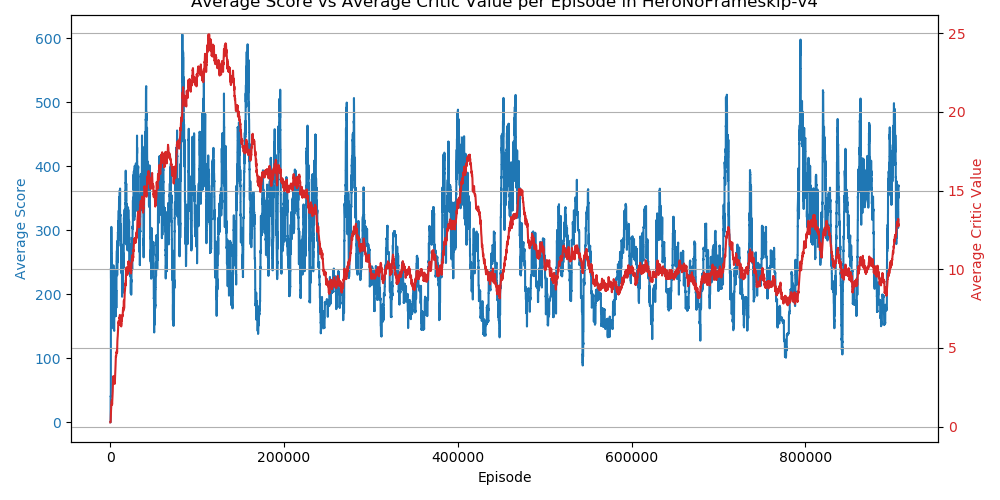 Average Score vs Average Critic Value per Episode in HeroNoFrameskip-v4
600
500
400
300
200
100
0
25
20
15
10
5
0
Average Score
Average Critic Value
0 200000 400000 600000 800000
Episode